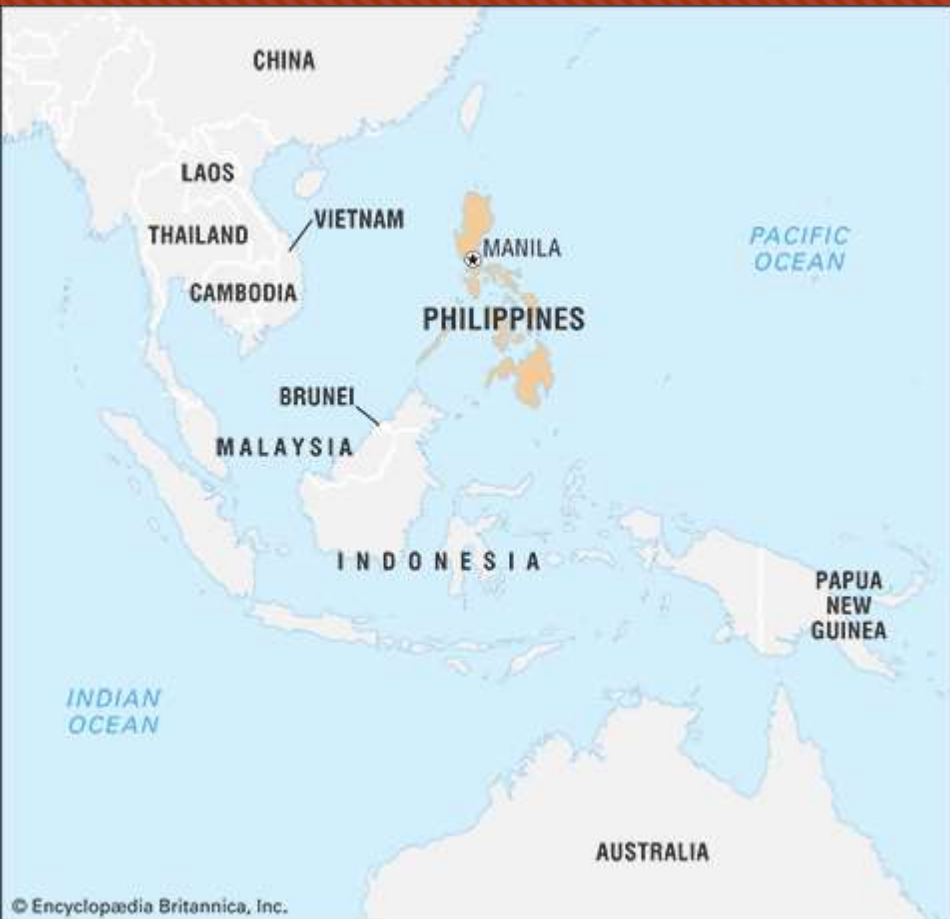 CHINA
LAOS
VIETNAM
THAILAND
MANILA
PACIFIC
OCEAN
CAMBODIA
PHILIPPINES
BRUNEI
MALAYSIA
INDONESIA
PAPUA
NEW
GUINEA
INDIAN
OCEAN
AUSTRALIA
© Encyclopædia Britannica, Inc.